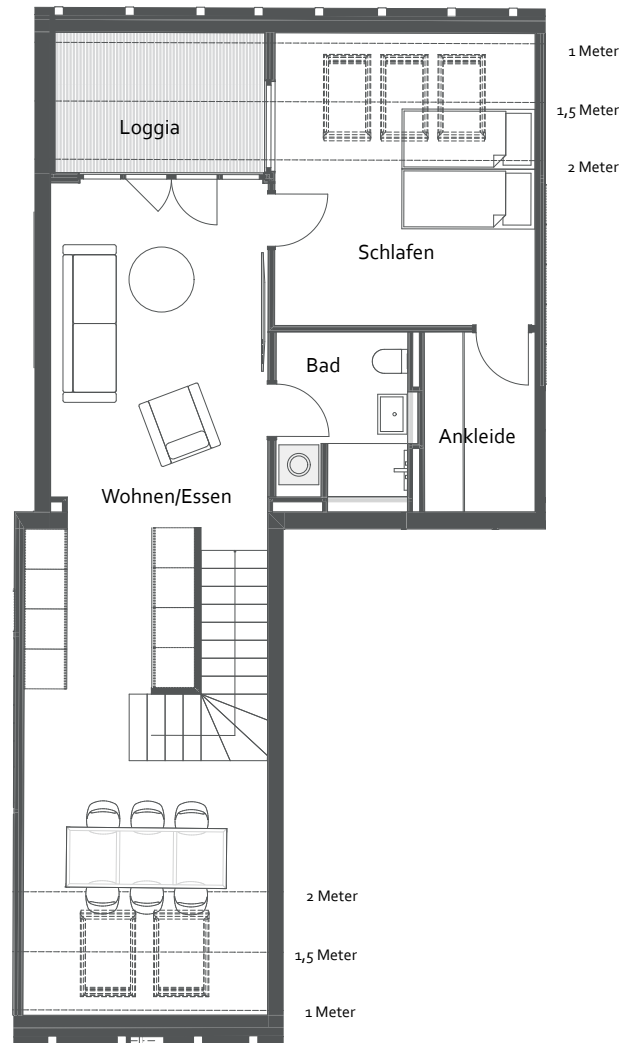 1 Meter
1,5 Meter
Loggia
2 Meter
Schlafen
Bad
Ankleide
Wohnen/Essen
2 Meter
1,5 Meter
1 Meter